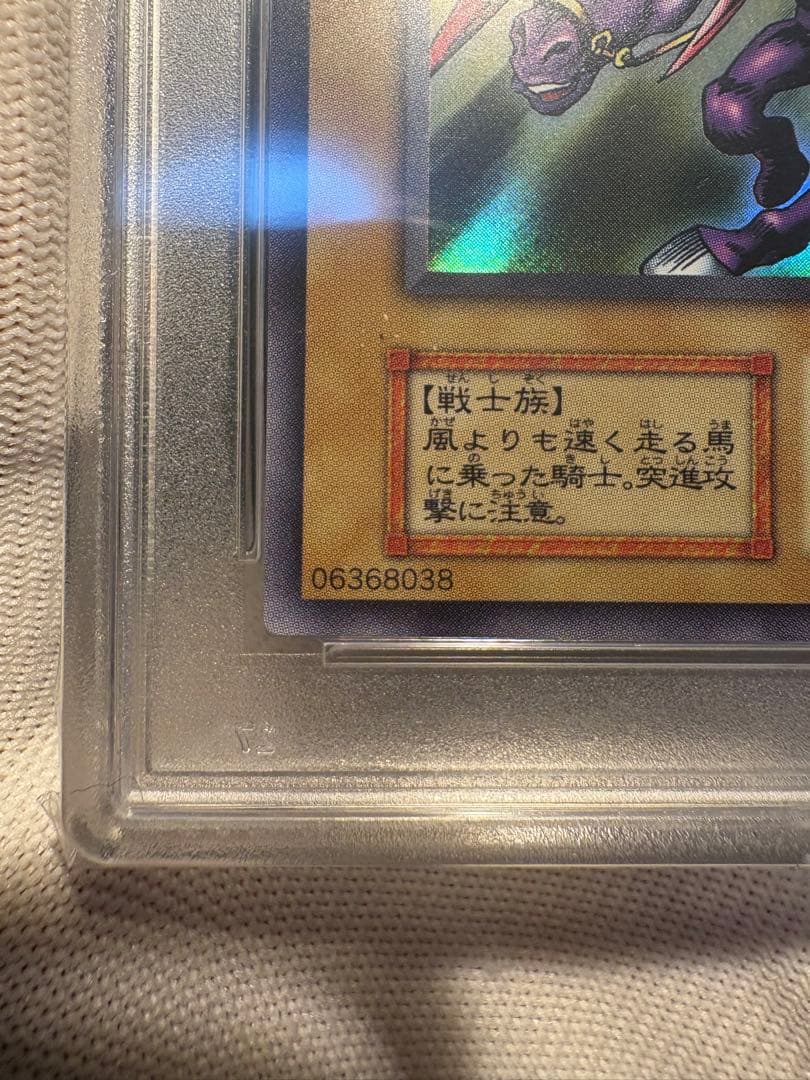 【戦士族】
風よりも速く走る馬
に乗った騎士。突進攻
撃に注意。
06368038